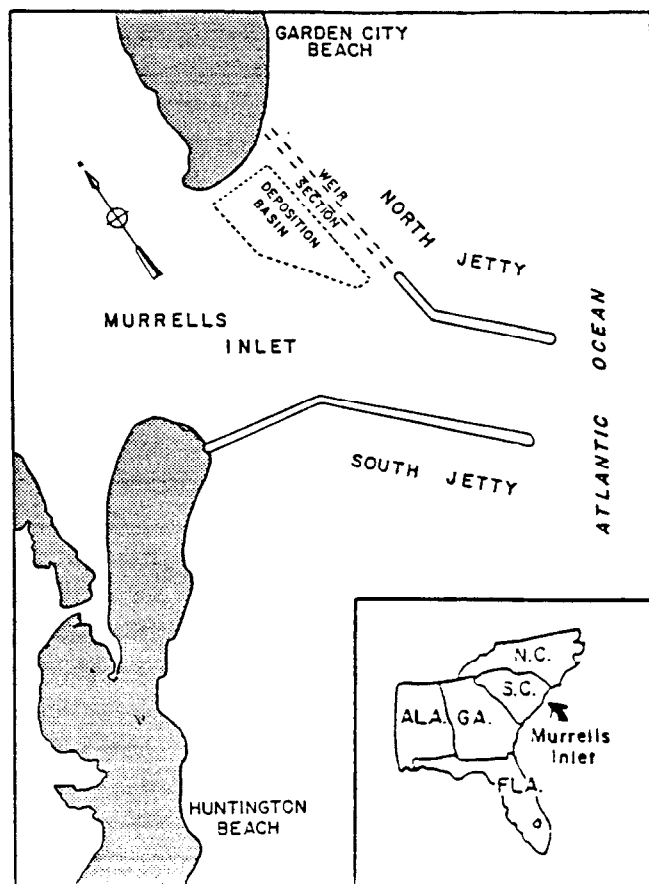 GARDEN CITY
BEACH
WEIR
SECTION
DEPOSITION
BASIN
NORTH
JETTY
MURRELLS
INLET
ATLANTIC OCEAN
SOUTH JETTY
HUNTINGTON
BEACH
N.C.
S.C.
ALA.
GA.
Murrells
Inlet
FLA.